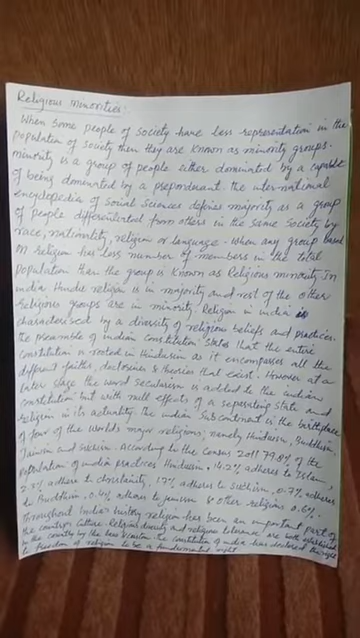 Religious Minorities:-
When Some people of Society have less representation in the
population of Society then they are known as minority groups.
minority is a group of people either dominated by a capable
of being dominated by a preponduant the inter-national
encyclopedia of Social Sciences defines majority as a group
of people differentiated from others in the Same Society by
race, nationality, religion or language. When any group based
on religion has less number of members in the total
population then the group is known as Religious minority. In
india Hindu religion is in majority and rest of the other
religious groups are in minority. Religion in india is
characterised by a diversity of religious beliefs and practices.
the preamble of indian constitution States that the entire
Constitution is rooted in Hinduism as it encompasses all the
different faiths, doctorines & theories that exist. However at a
later stage the word secularism is added to the indian
constitution but with null effects of a separating State and
religion in its actuality. the indian Subcontinent is the birthplace
of four of the worlds major religions; namely Hinduism, Buddhism,
Jainism and Sikhism. According to the Census 2011 79.8% of the
population of india practices Hinduism, 14.2% adheres to Islam,
2.3% adhere to christianity, 1.7% adheres to Sikhism, 0.7% adheres
to Buddhism, 0.4% adhere to jainism & other religions 0.6%.
Throughout India's history religion has been an important part of
the country's Culture. Religious diversity and religious tolerance are both established
in the country by the law &custom. the Constitution of india has declared the right
to freedom of religion to be a fundamental right.